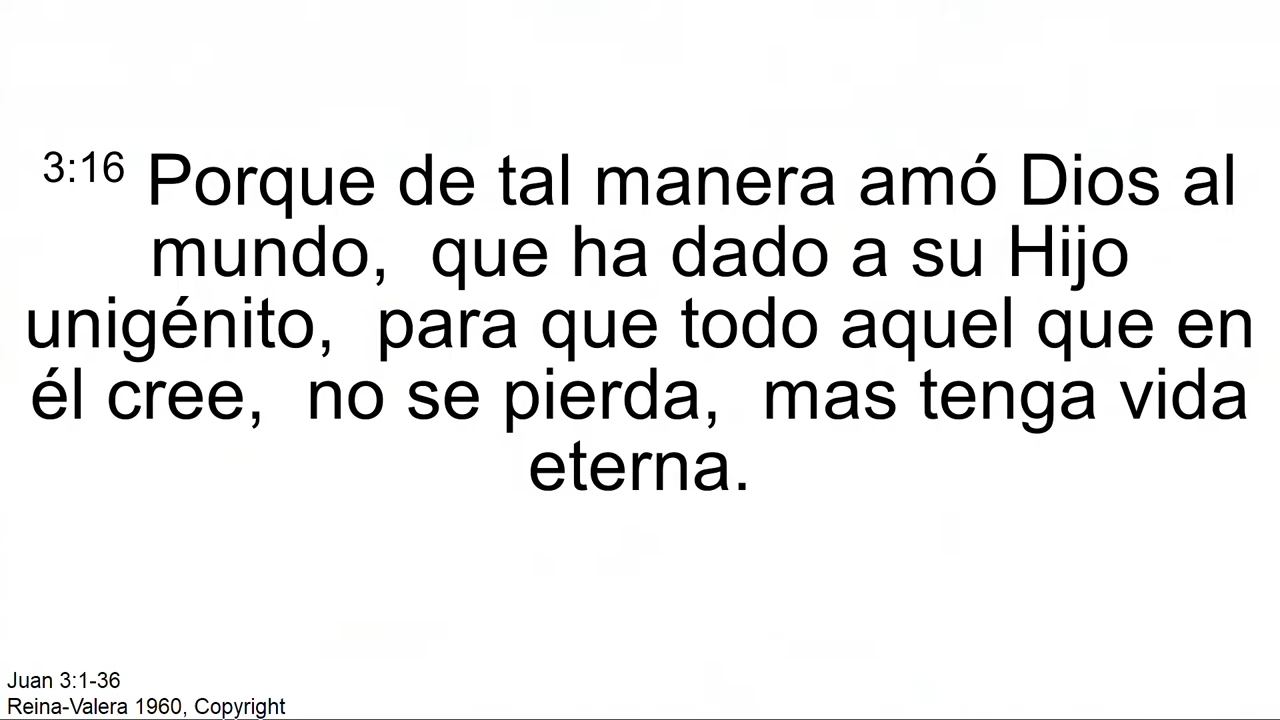 3:16 Porque de tal manera amó Dios al
mundo,  que ha dado a su Hijo
unigénito,  para que todo aquel que en
él cree,  no se pierda,  mas tenga vida
eterna.
Juan 3:1-36
Reina-Valera 1960, Copyright